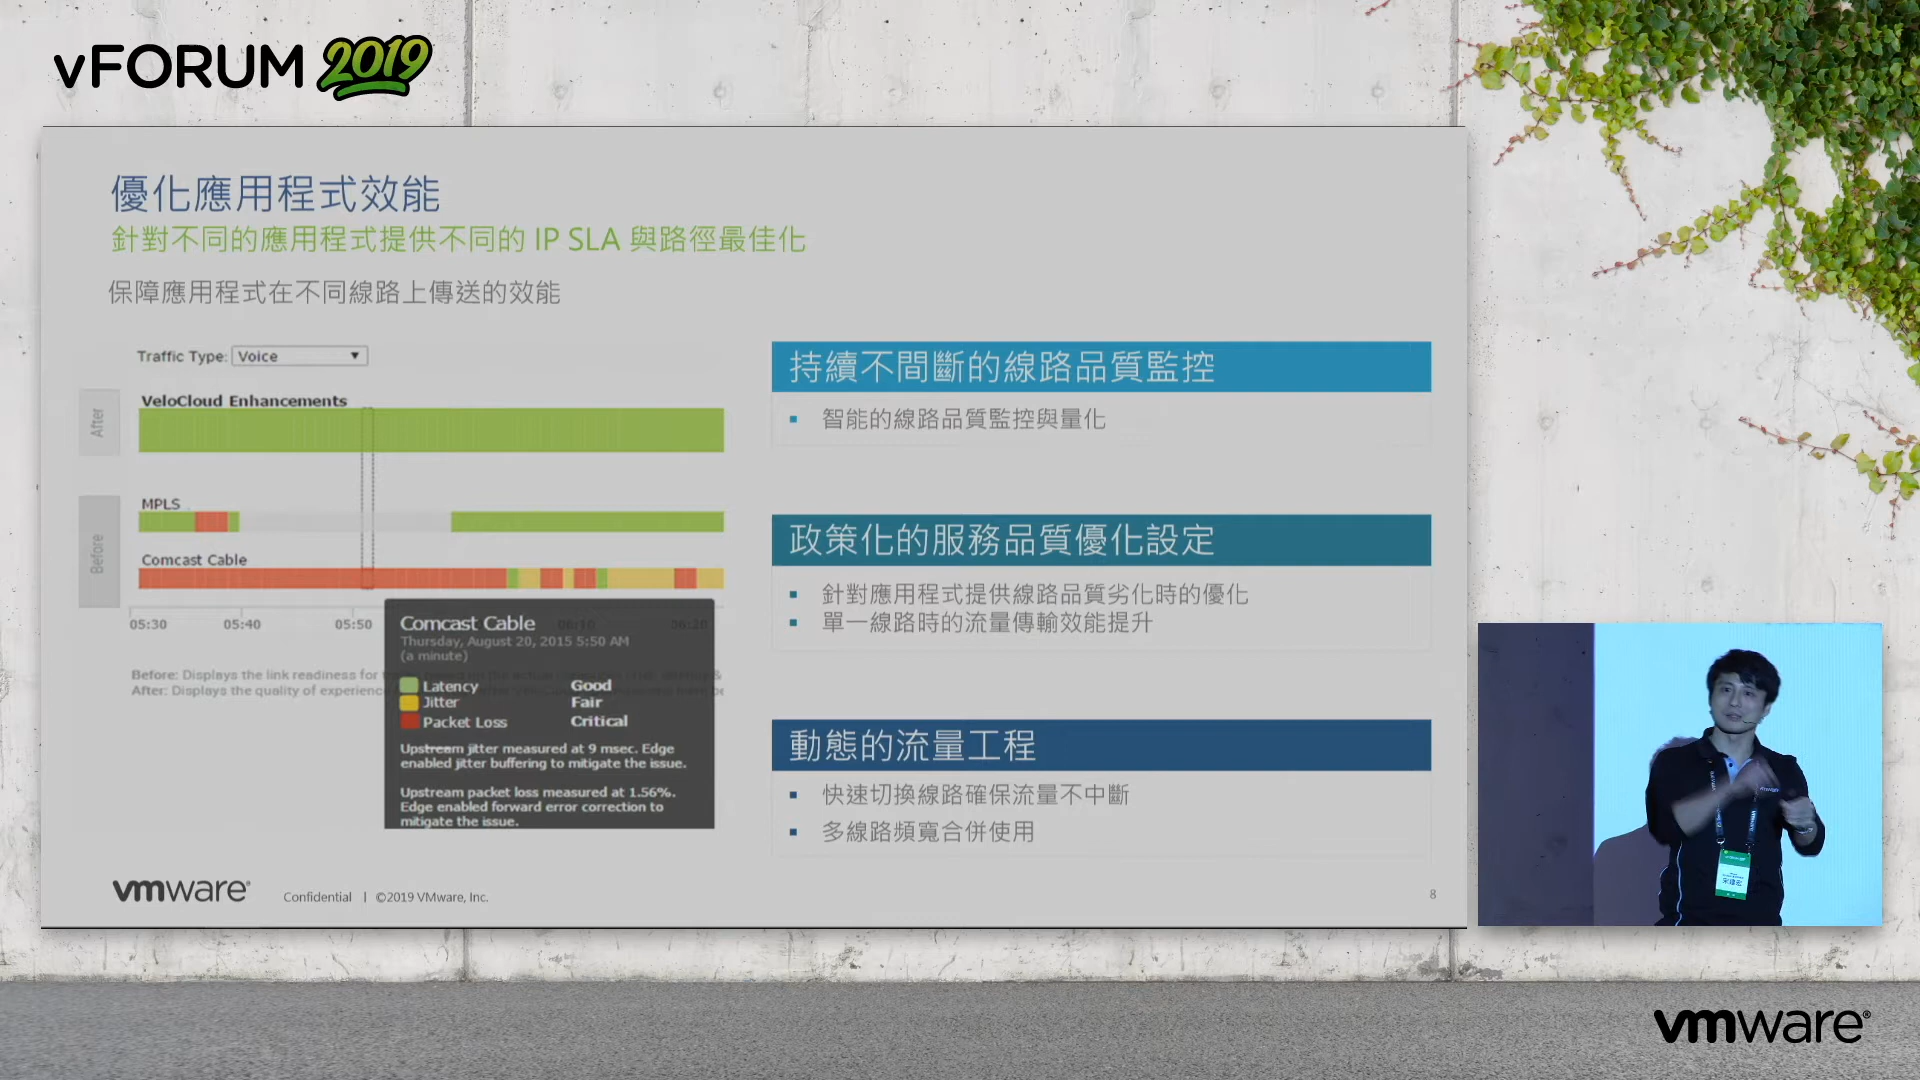 vFORUM 2019
優化應用程式效能
針對不同的應用程式提供不同的 IP SLA 與路徑最佳化
保障應用程式在不同線路上傳送的效能
Traffic Type: Voice
After
VeloCloud Enhancements
Before
MPLS
Comcast Cable
05:30 05:40 05:50 06:10 06:20
Before: Displays the link readiness for
After: Displays the quality of experience
Comcast Cable
Thursday, August 20, 2015 5:50 AM
(a minute)
Latency Good
Jitter Fair
Packet Loss Critical
Upstream jitter measured at 9 msec. Edge
enabled jitter buffering to mitigate the issue.
Upstream packet loss measured at 1.56%.
Edge enabled forward error correction to
mitigate the issue.
持續不間斷的線路品質監控
▪ 智能的線路品質監控與量化
政策化的服務品質優化設定
▪ 針對應用程式提供線路品質劣化時的優化
▪ 單一線路時的流量傳輸效能提升
動態的流量工程
▪ 快速切換線路確保流量不中斷
▪ 多線路頻寬合併使用
vmware® Confidential | ©2019 VMware, Inc.
8
vmware®